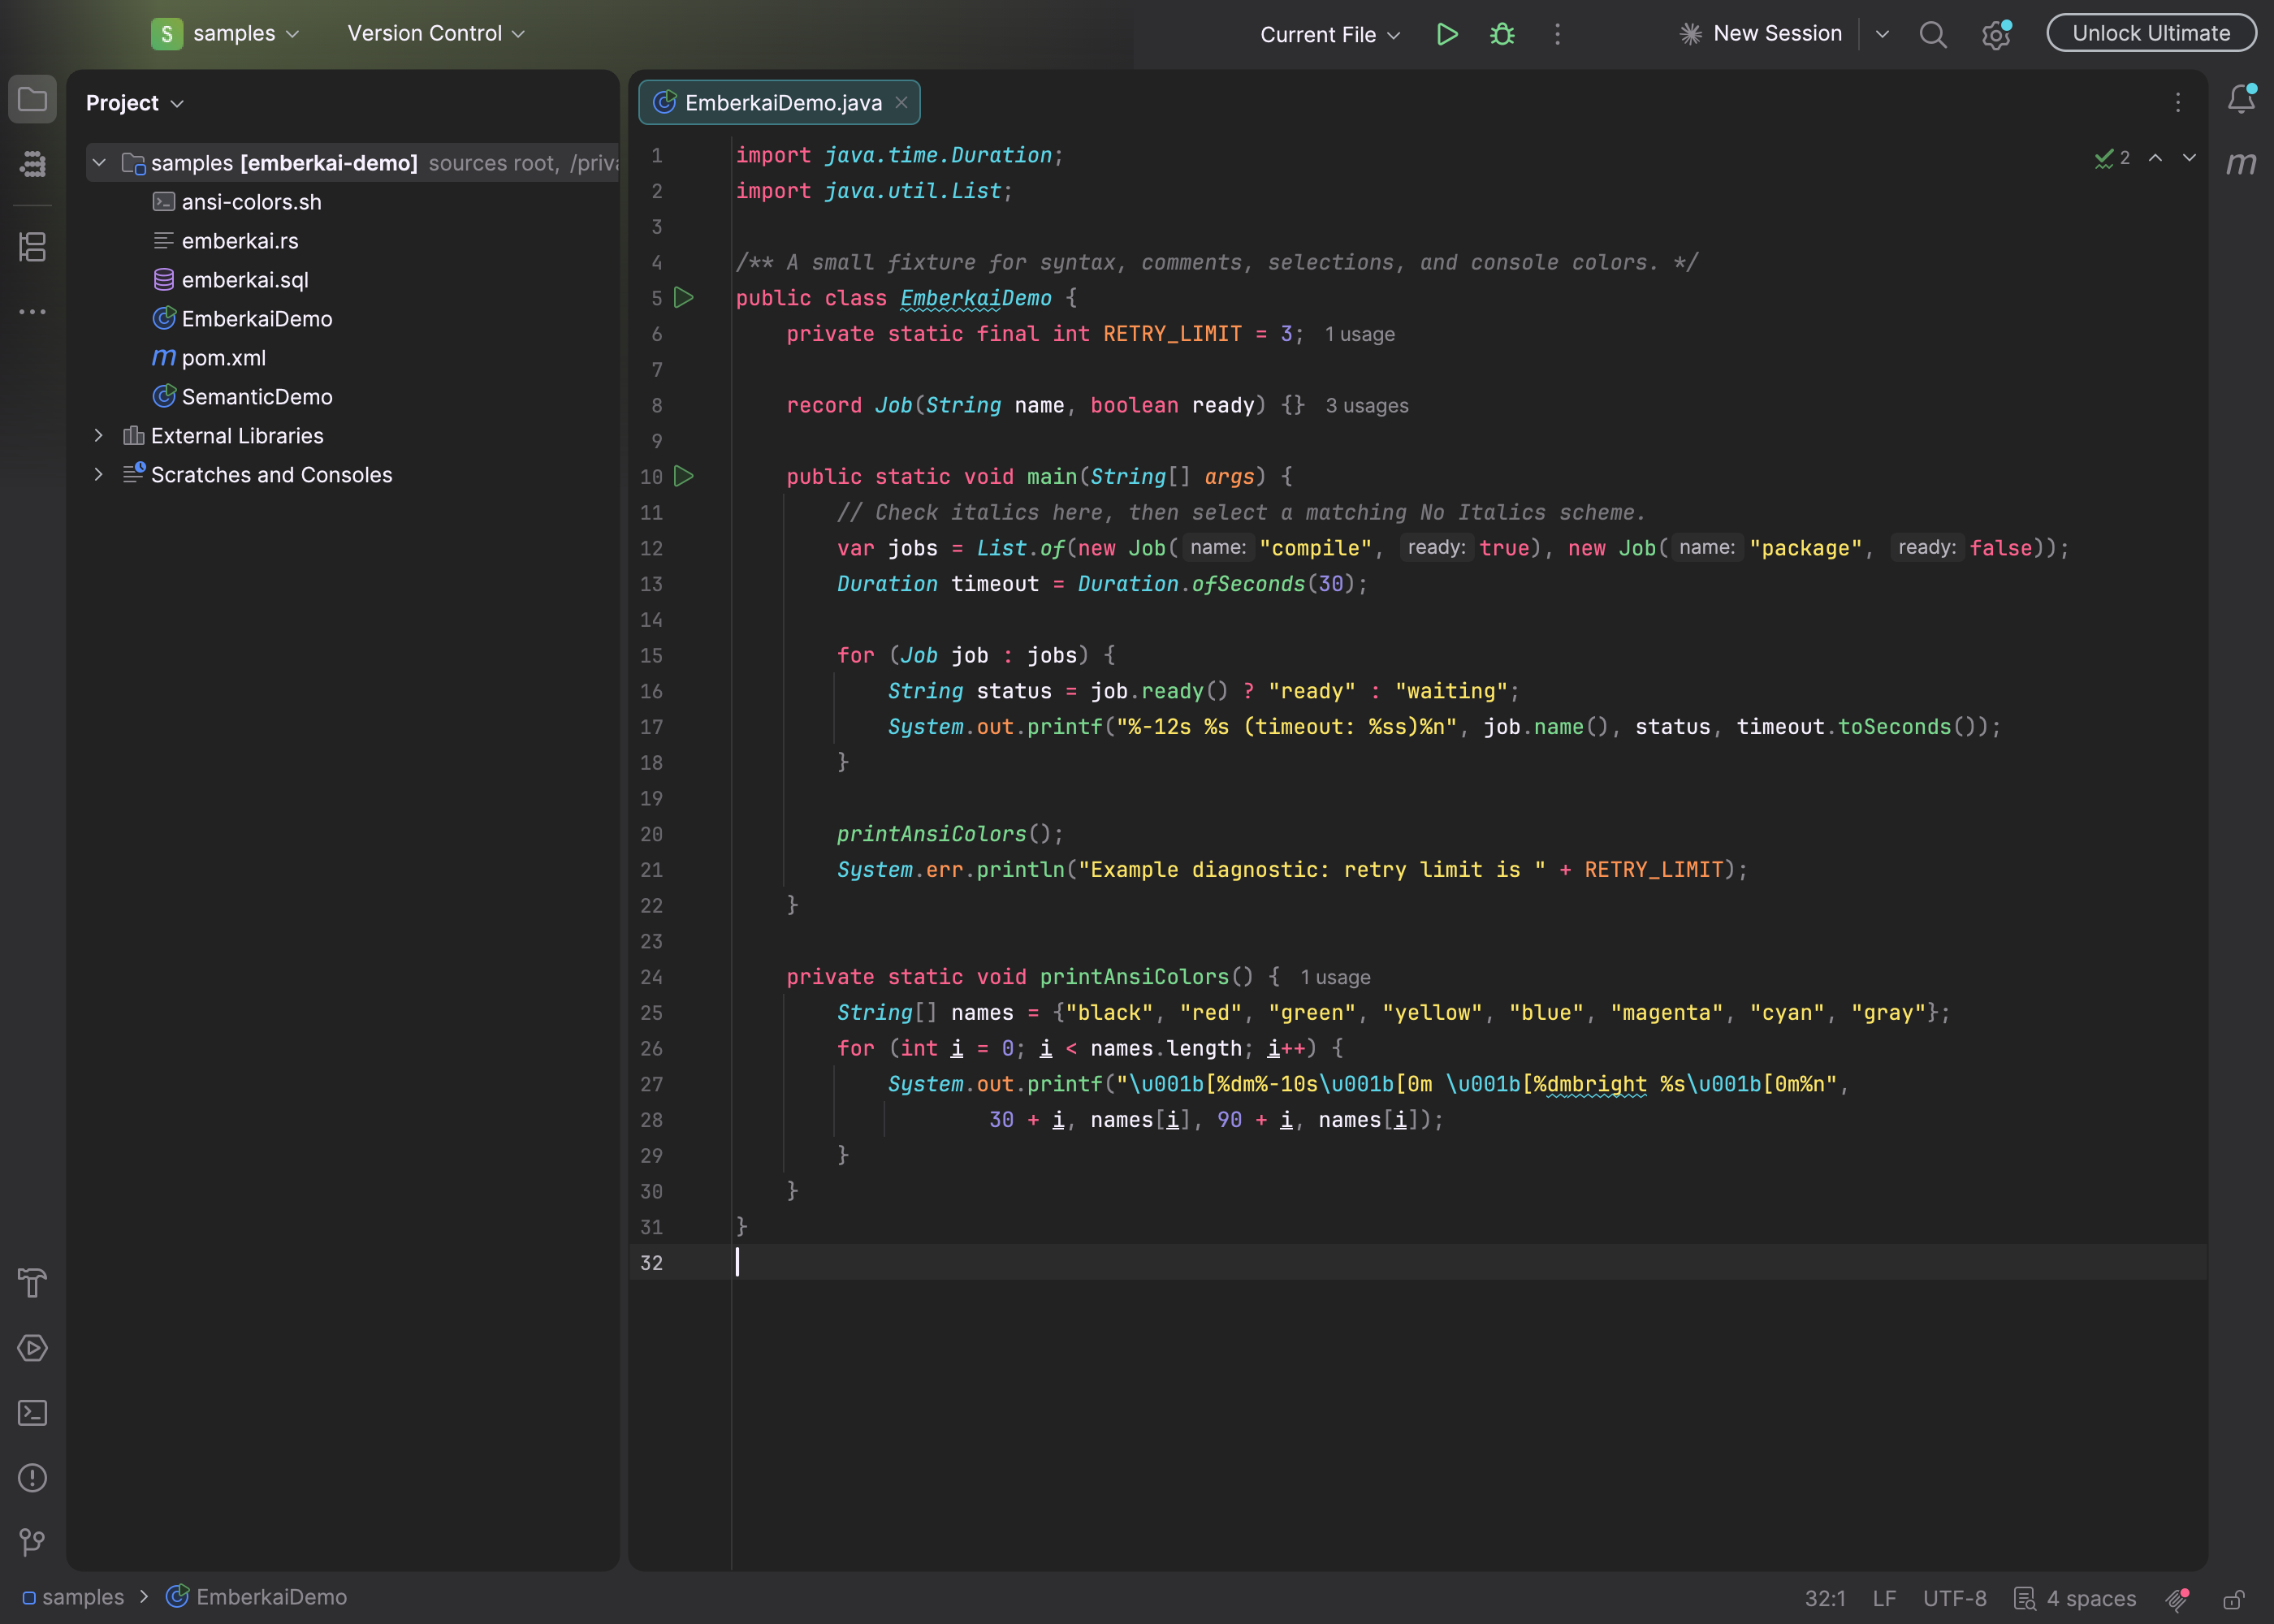 S samples Version Control Current File New Session Unlock Ultimate
Project
samples [emberkai-demo] sources root, /priva
ansi-colors.sh
emberkai.rs
emberkai.sql
EmberkaiDemo
m pom.xml
SemanticDemo
External Libraries
Scratches and Consoles
EmberkaiDemo.java
2
m
1 import java.time.Duration;
2 import java.util.List;
3
4 /** A small fixture for syntax, comments, selections, and console colors. */
5 public class EmberkaiDemo {
6     private static final int RETRY_LIMIT = 3; 1 usage
7
8     record Job(String name, boolean ready) {} 3 usages
9
10     public static void main(String[] args) {
11         // Check italics here, then select a matching No Italics scheme.
12         var jobs = List.of(new Job( name: "compile", ready: true), new Job( name: "package", ready: false));
13         Duration timeout = Duration.ofSeconds(30);
14
15         for (Job job : jobs) {
16             String status = job.ready() ? "ready" : "waiting";
17             System.out.printf("%-12s %s (timeout: %ss)%n", job.name(), status, timeout.toSeconds());
18         }
19
20         printAnsiColors();
21         System.err.println("Example diagnostic: retry limit is " + RETRY_LIMIT);
22     }
23
24     private static void printAnsiColors() { 1 usage
25         String[] names = {"black", "red", "green", "yellow", "blue", "magenta", "cyan", "gray"};
26         for (int i = 0; i < names.length; i++) {
27             System.out.printf("\u001b[%dm%-10s\u001b[0m \u001b[%dmbright %s\u001b[0m%n",
28                     30 + i, names[i], 90 + i, names[i]);
29         }
30     }
31 }
32
samples > EmberkaiDemo
32:1 LF UTF-8 4 spaces